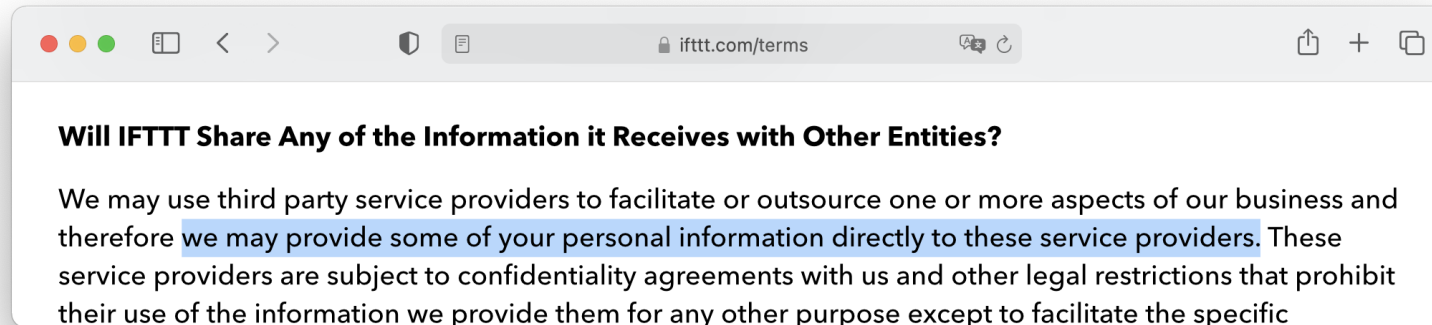 ifttt.com/terms
Will IFTTT Share Any of the Information it Receives with Other Entities?
We may use third party service providers to facilitate or outsource one or more aspects of our business and
therefore we may provide some of your personal information directly to these service providers. These
service providers are subject to confidentiality agreements with us and other legal restrictions that prohibit
their use of the information we provide them for any other purpose except to facilitate the specific